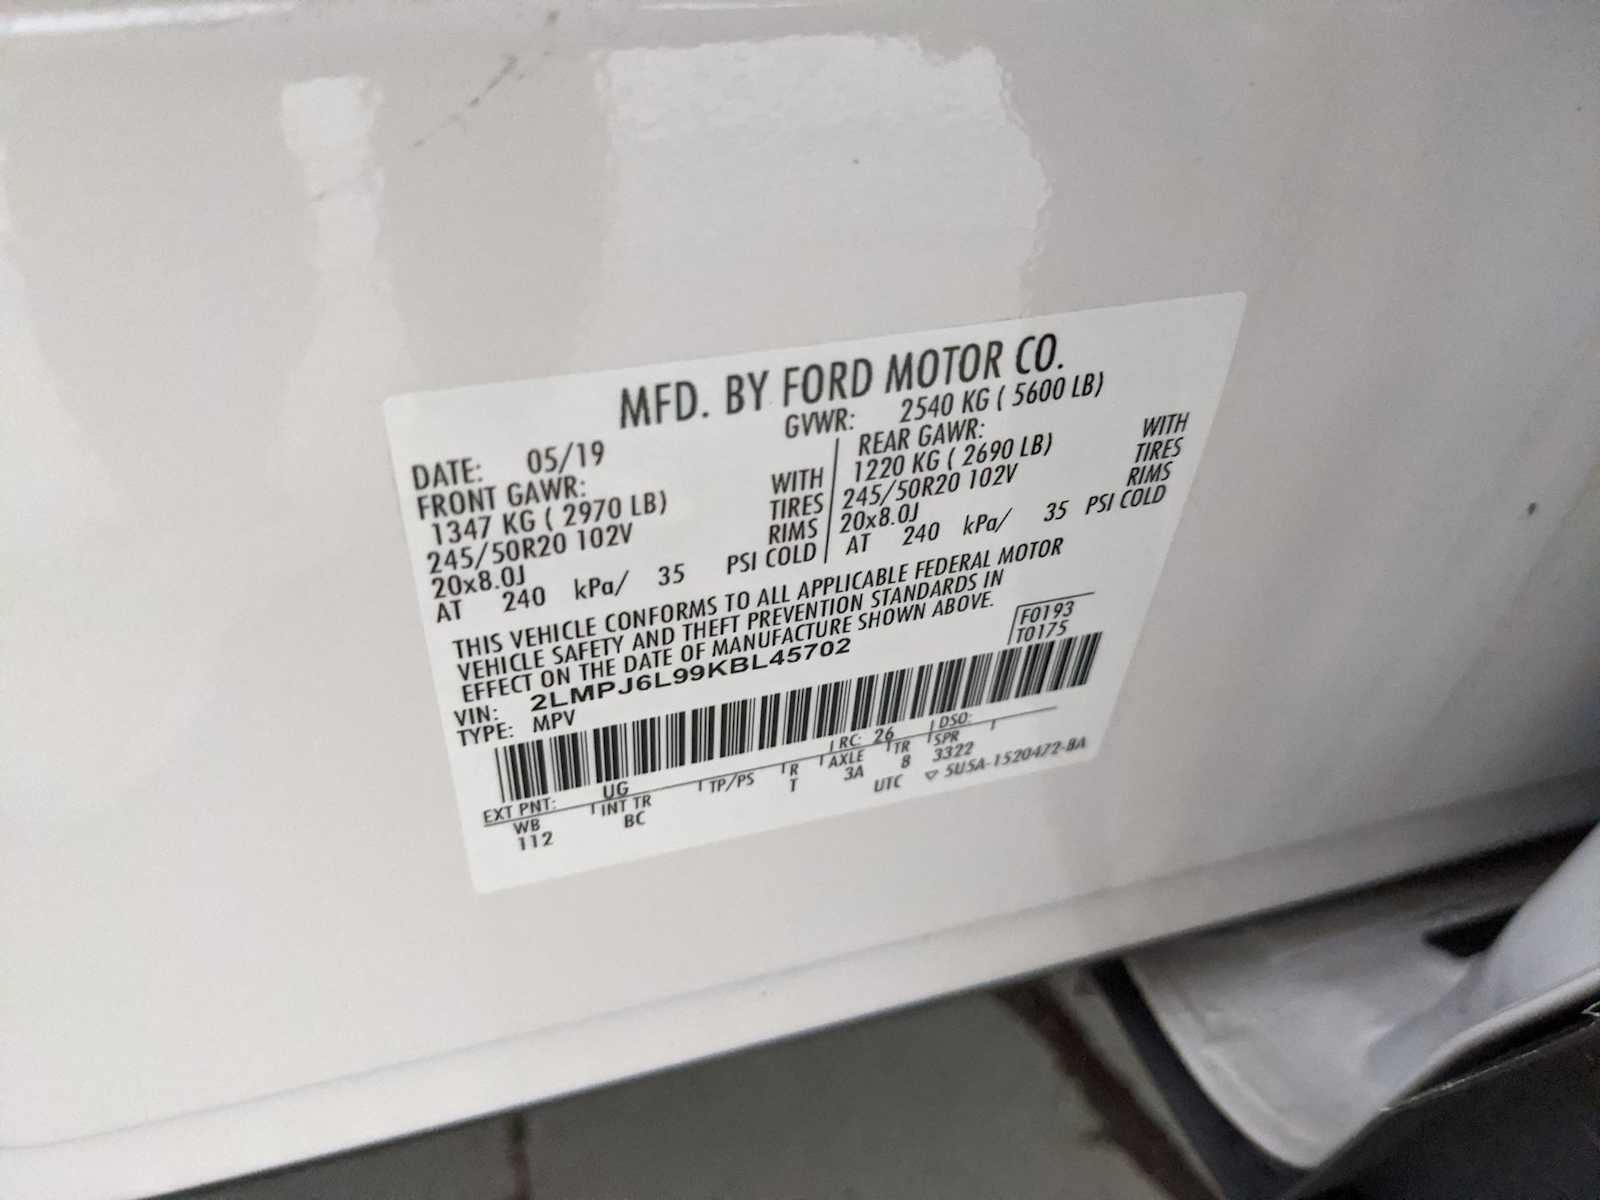 MFD. BY FORD MOTOR CO.
DATE: 05/19 GVWR: 2540 KG ( 5600 LB)
FRONT GAWR: REAR GAWR:
1347 KG ( 2970 LB) WITH 1220 KG ( 2690 LB) WITH
245/50R20 102V TIRES 245/50R20 102V TIRES
20x8.0J RIMS 20x8.0J RIMS
AT 240 kPa/ 35 PSI COLD AT 240 kPa/ 35 PSI COLD
THIS VEHICLE CONFORMS TO ALL APPLICABLE FEDERAL MOTOR
VEHICLE SAFETY AND THEFT PREVENTION STANDARDS IN
EFFECT ON THE DATE OF MANUFACTURE SHOWN ABOVE.
F0193
T0175
VIN: 2LMPJ6L99KBL45702
TYPE: MPV
EXT PNT: UG RC: 26 DSO:
WB INT TR TP/PS R AXLE TR SPR
112 BC T 3A 8 3322
UTC ▽ 5U5A-1520472-BA